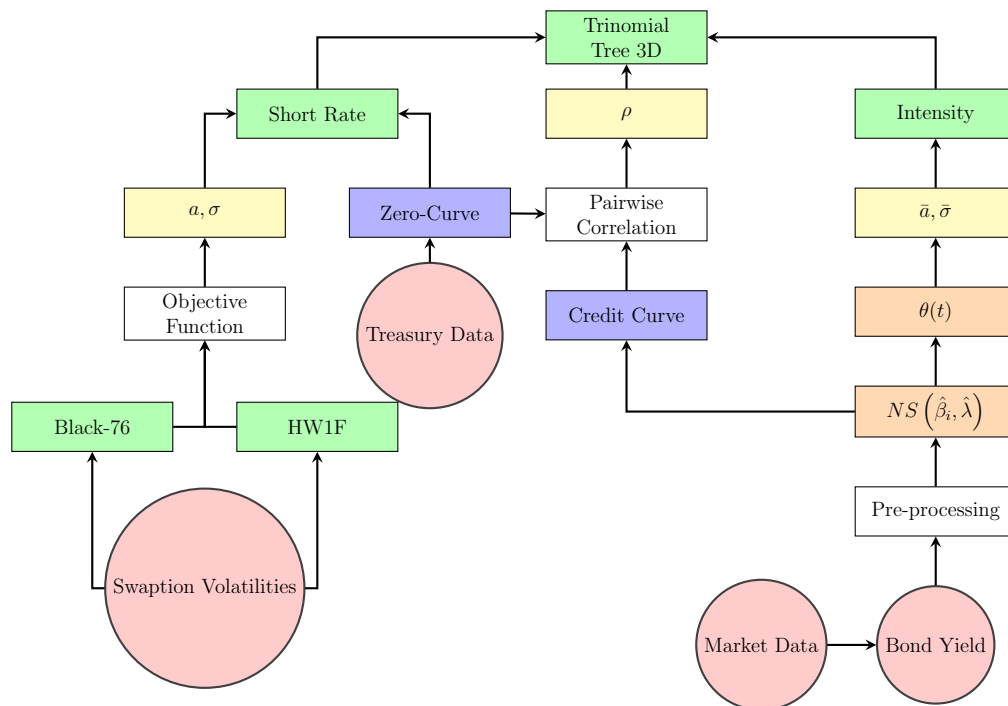 Trinomial
Tree 3D
Short Rate
ρ
Intensity
a, σ
Zero-Curve
Pairwise
Correlation
ā, σ̄
Objective
Function
Treasury Data
Credit Curve
θ(t)
Black-76
HW1F
NS(β̂ᵢ, λ̂)
Pre-processing
Swaption Volatilities
Market Data
Bond Yield